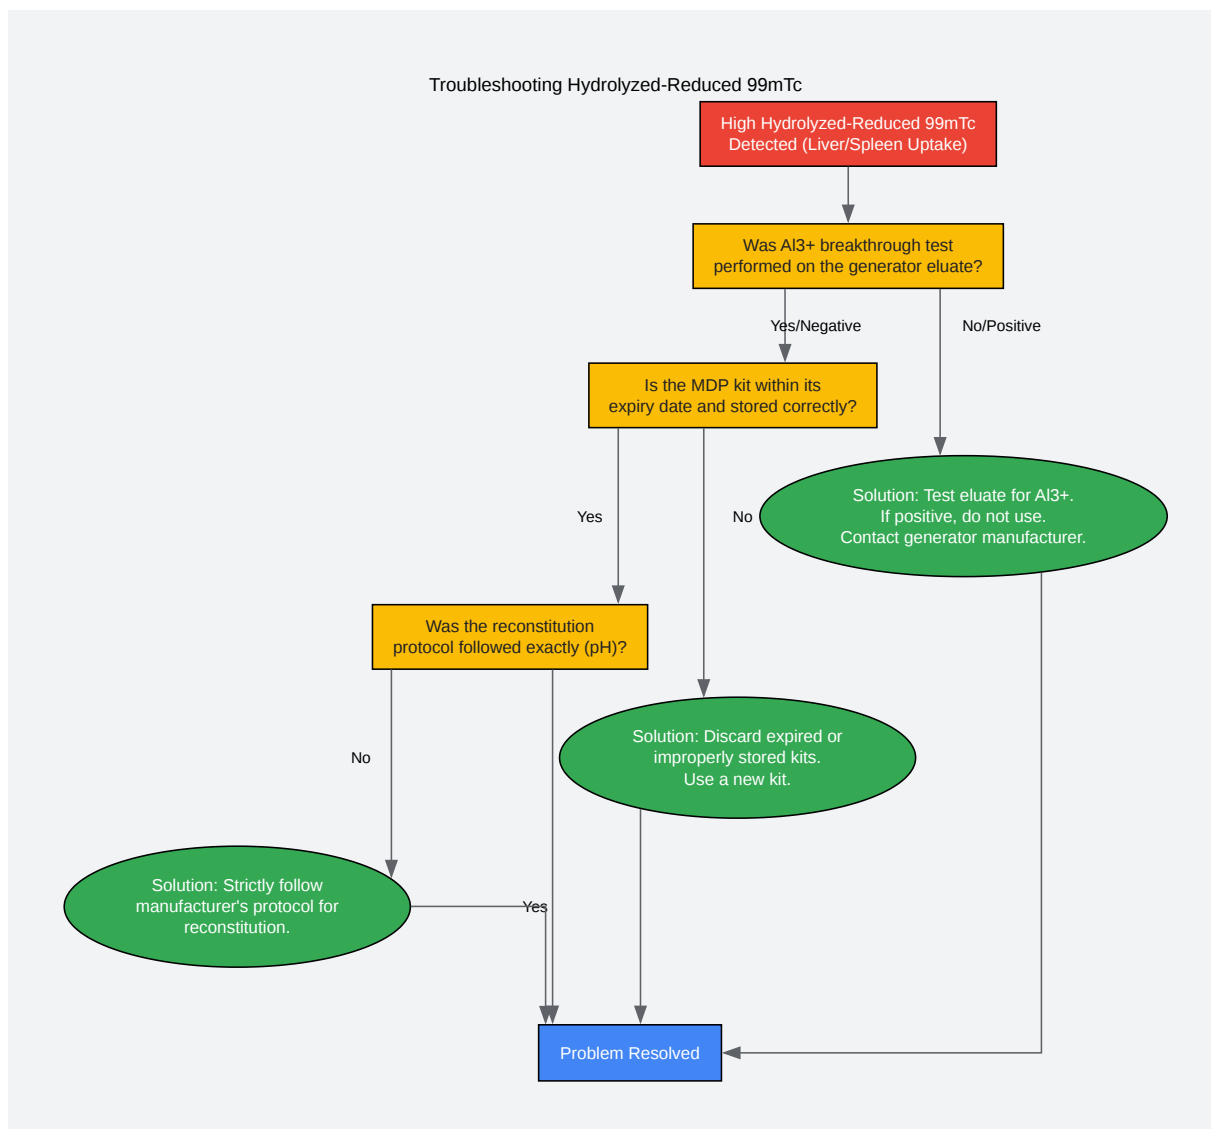 Troubleshooting Hydrolyzed-Reduced 99mTc
High Hydrolyzed-Reduced 99mTc
Detected (Liver/Spleen Uptake)
Was Al3+ breakthrough test
performed on the generator eluate?
Yes/Negative
No/Positive
Is the MDP kit within its
expiry date and stored correctly?
Yes
No
Solution: Test eluate for Al3+.
If positive, do not use.
Contact generator manufacturer.
Was the reconstitution
protocol followed exactly (pH)?
No
Solution: Discard expired or
improperly stored kits.
Use a new kit.
Solution: Strictly follow
manufacturer's protocol for
reconstitution.
Yes
Problem Resolved